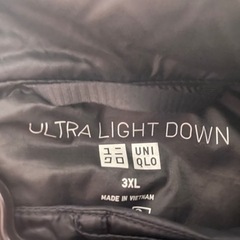 ULTRA LIGHT DOWN
ユニ UNI
クロ QLO
3XL
MADE IN VIETNAM